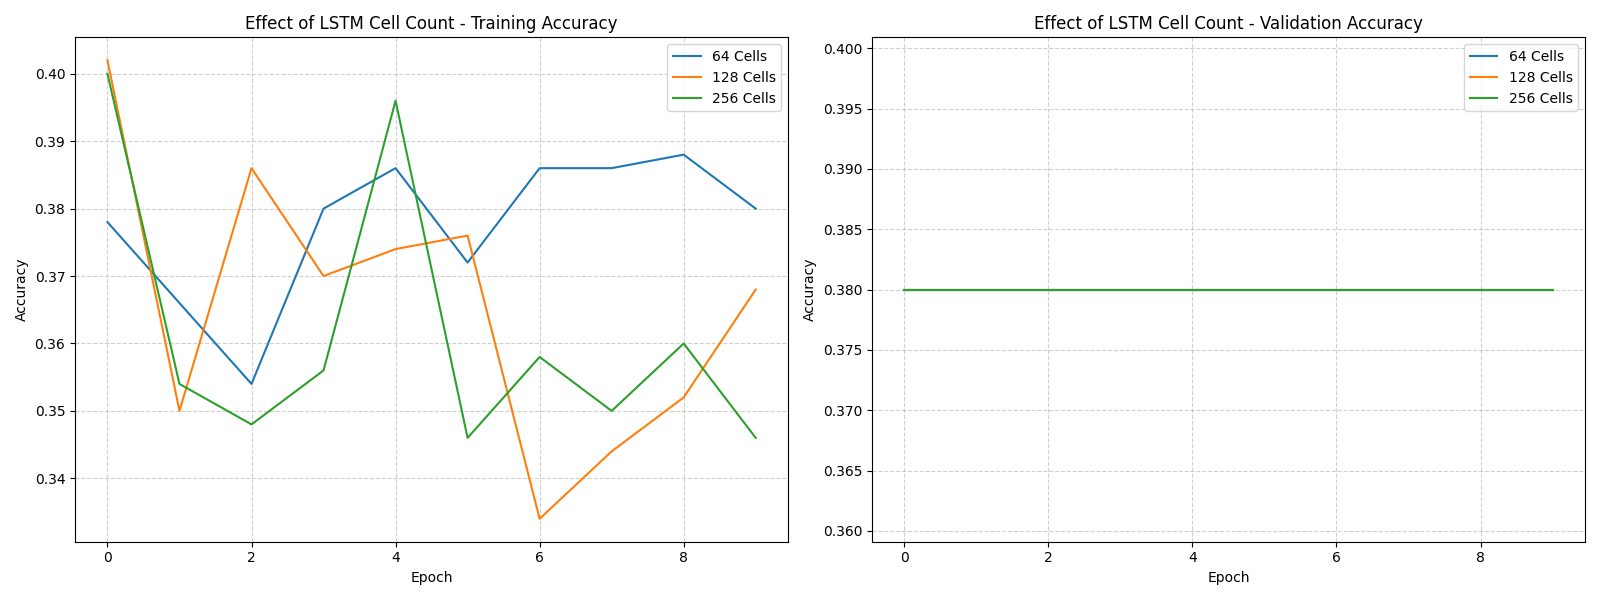 Effect of LSTM Cell Count - Training Accuracy
Accuracy
0.40
0.39
0.38
0.37
0.36
0.35
0.34
0
2
4
6
8
Epoch
64 Cells
128 Cells
256 Cells
Effect of LSTM Cell Count - Validation Accuracy
Accuracy
0.400
0.395
0.390
0.385
0.380
0.375
0.370
0.365
0.360
0
2
4
6
8
Epoch
64 Cells
128 Cells
256 Cells